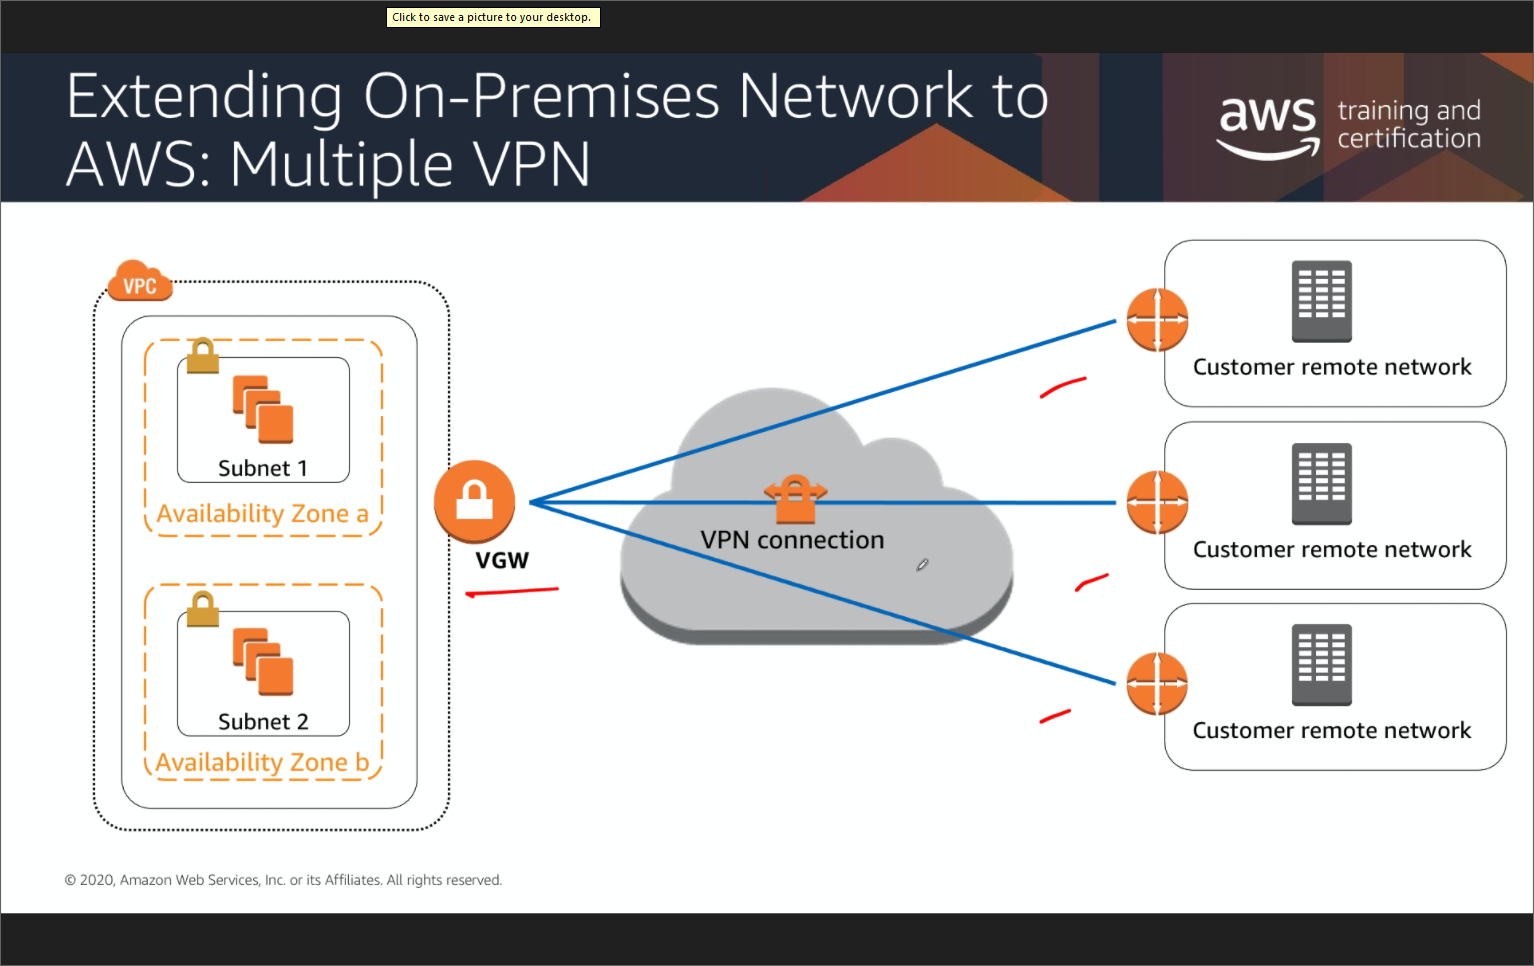 Click to save a picture to your desktop.
Extending On-Premises Network to
AWS: Multiple VPN
aws
training and
certification
VPC
Subnet 1
Availability Zone a
VGW
Subnet 2
Availability Zone b
VPN connection
Customer remote network
Customer remote network
Customer remote network
© 2020, Amazon Web Services, Inc. or its Affiliates. All rights reserved.